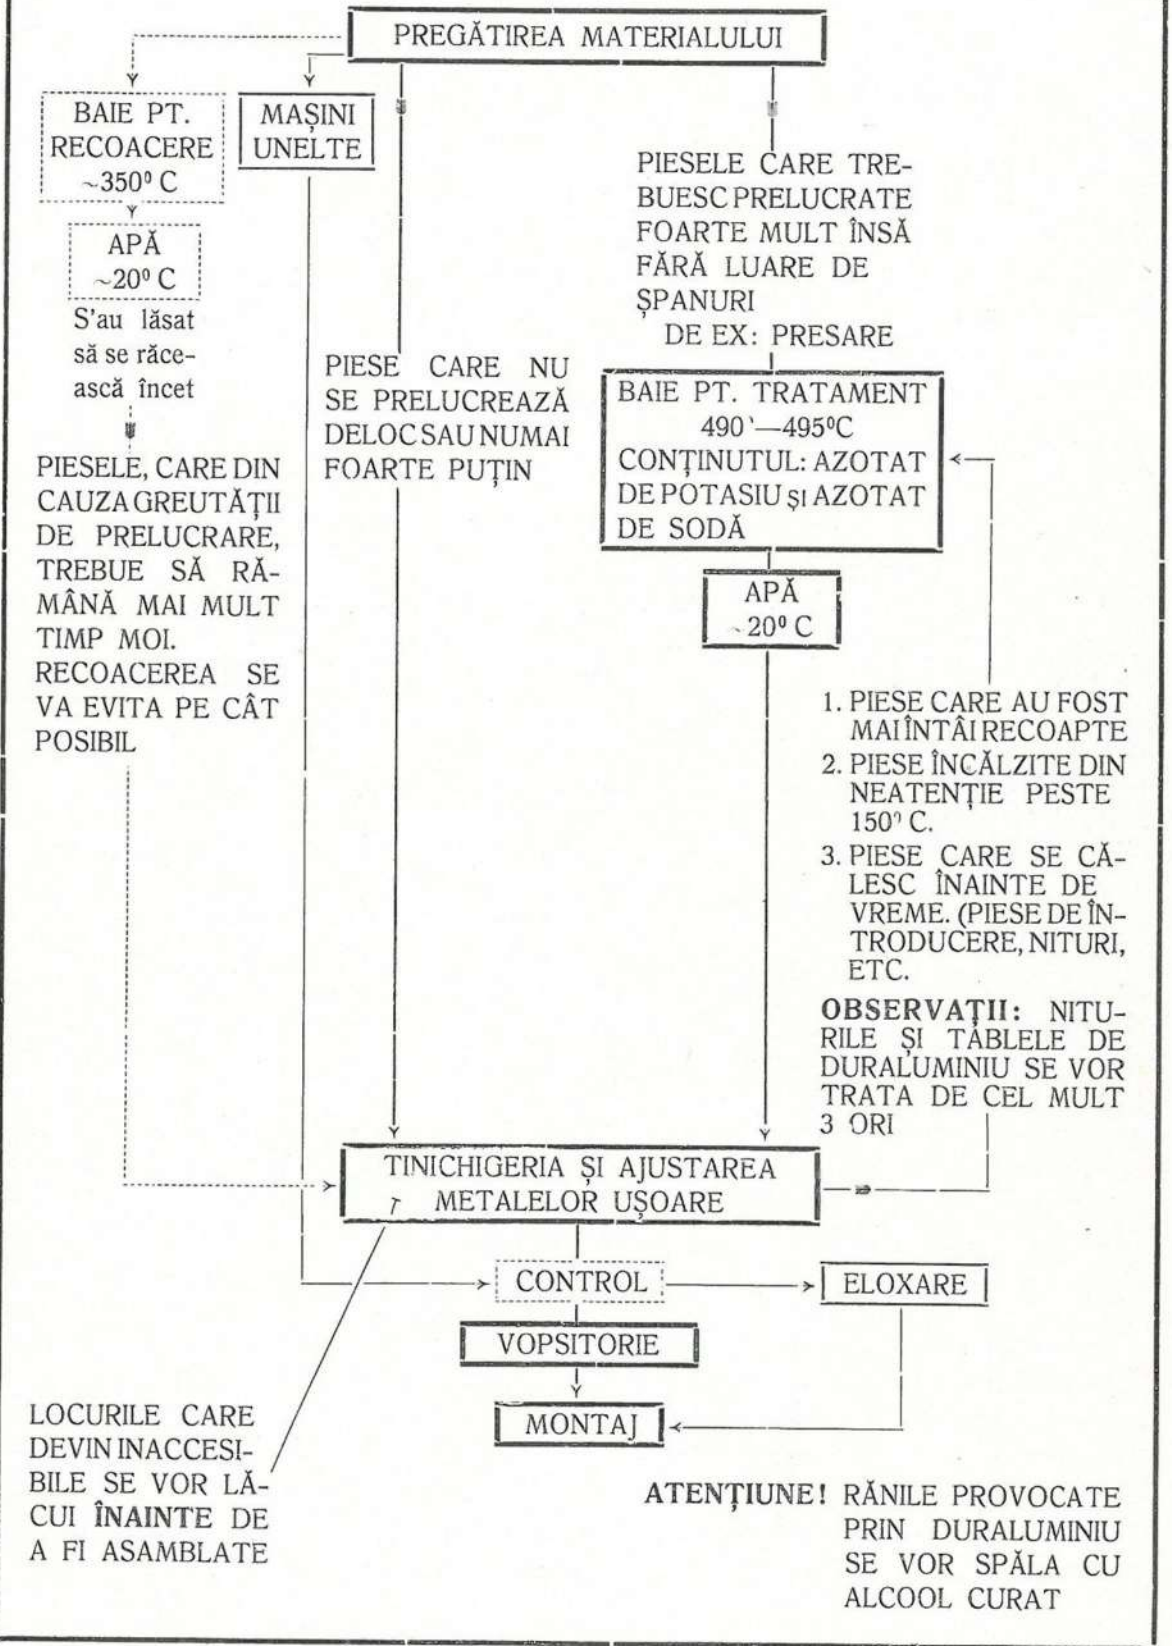 PREGĂTIREA MATERIALULUI
BAIE PT.
RECOACERE
~350⁰ C
APĂ
~20⁰ C
S'au lăsat
să se răce-
ască încet
PIESELE, CARE DIN
CAUZA GREUTĂȚII
DE PRELUCRARE,
TREBUE SĂ RĂ-
MÂNĂ MAI MULT
TIMP MOI.
RECOACEREA SE
VA EVITA PE CÂT
POSIBIL
MAȘINI
UNELTE
PIESE CARE NU
SE PRELUCREAZĂ
DELOC SAU NUMAI
FOARTE PUȚIN
PIESELE CARE TRE-
BUESC PRELUCRATE
FOARTE MULT ÎNSĂ
FĂRĂ LUARE DE
ȘPANURI
DE EX: PRESARE
BAIE PT. TRATAMENT
490'—495⁰C
CONȚINUTUL: AZOTAT
DE POTASIU ȘI AZOTAT
DE SODĂ
APĂ
~20⁰ C
1. PIESE CARE AU FOST
MAI ÎNTÂI RECOAPTE
2. PIESE ÎNCĂLZITE DIN
NEATENȚIE PESTE
150⁰ C.
3. PIESE CARE SE CĂ-
LESC ÎNAINTE DE
VREME. (PIESE DE ÎN-
TRODUCERE, NITURI,
ETC.
OBSERVAȚII: NITU-
RILE ȘI TABLELE DE
DURALUMINIU SE VOR
TRATA DE CEL MULT
3 ORI
TINICHIGERIA ȘI AJUSTAREA
METALELOR UȘOARE
CONTROL
ELOXARE
VOPSITORIE
MONTAJ
LOCURILE CARE
DEVIN INACCESI-
BILE SE VOR LĂ-
CUI ÎNAINTE DE
A FI ASAMBLATE
ATENȚIUNE! RĂNILE PROVOCATE
PRIN DURALUMINIU
SE VOR SPĂLA CU
ALCOOL CURAT